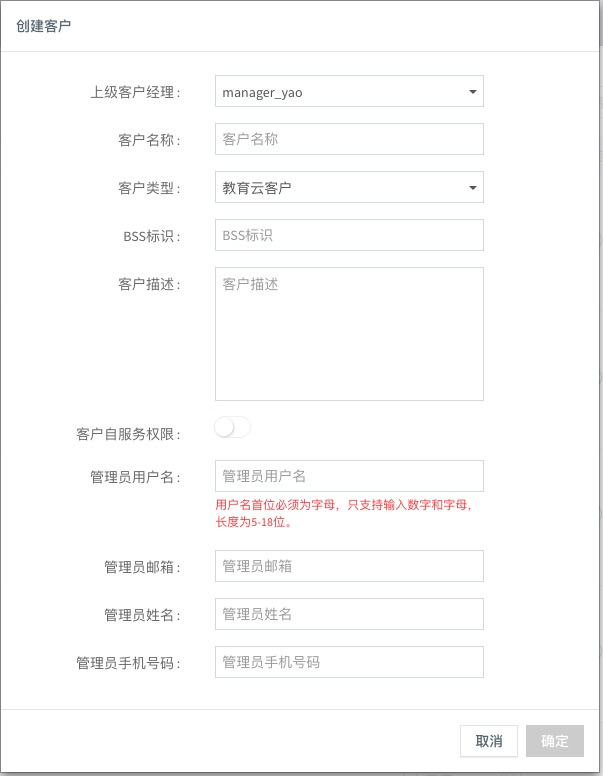 创建客户
上级客户经理：
manager_yao
客户名称：
客户名称
客户类型：
教育云客户
BSS标识：
BSS标识
客户描述：
客户描述
客户自服务权限：
管理员用户名：
管理员用户名
用户名首位必须为字母，只支持输入数字和字母，
长度为5-18位。
管理员邮箱：
管理员邮箱
管理员姓名：
管理员姓名
管理员手机号码：
管理员手机号码
取消
确定